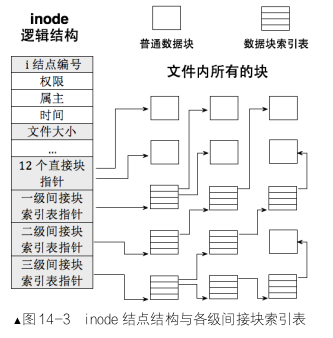 inode
逻辑结构
普通数据块
数据块索引表
文件内所有的块
i 结点编号
权限
属主
时间
文件大小
...
12 个直接块
指针
一级间接块
索引表指针
二级间接块
索引表指针
三级间接块
索引表指针
▲图14-3 inode 结点结构与各级间接块索引表